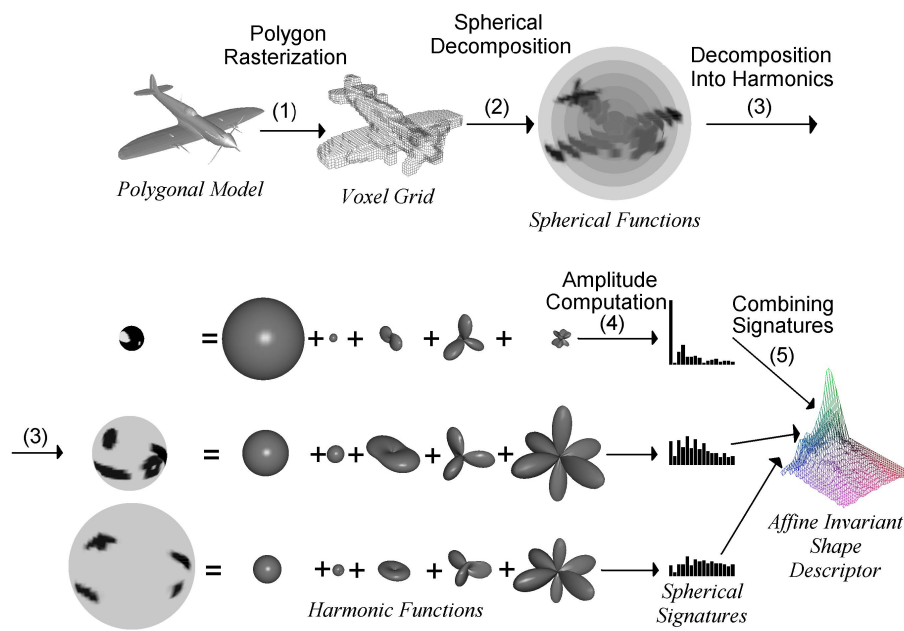 Polygon
Rasterization
(1)
Spherical
Decomposition
(2)
Decomposition
Into Harmonics
(3)
Polygonal Model
Voxel Grid
Spherical Functions
Amplitude
Computation
(4)
Combining
Signatures
(5)
= + + + +
(3)
= + + + +
= + + + +
Harmonic Functions
Spherical
Signatures
Affine Invariant
Shape
Descriptor